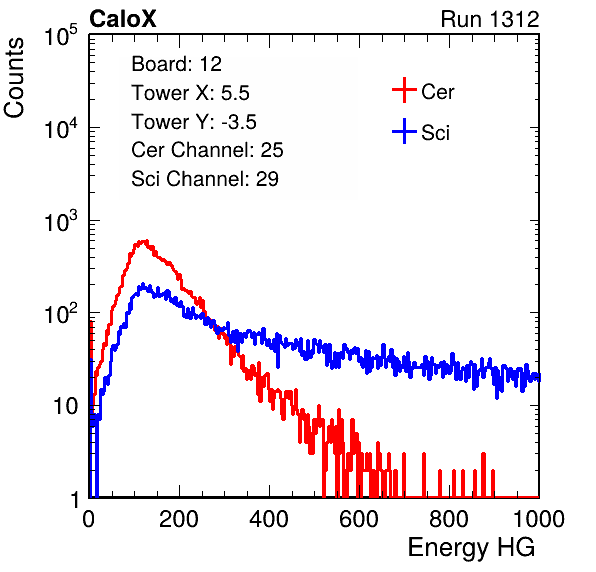 CaloX Run 1312
Counts
10^5
10^4
10^3
10^2
10
1
Board: 12
Tower X: 5.5
Tower Y: -3.5
Cer Channel: 25
Sci Channel: 29
Cer
Sci
0 200 400 600 800 1000
Energy HG